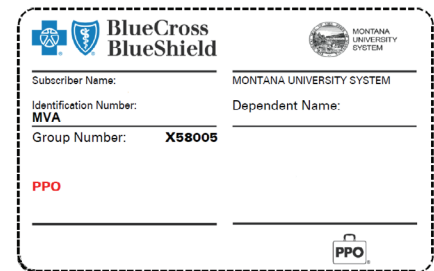 BlueCross
BlueShield
MONTANA
UNIVERSITY
SYSTEM
Subscriber Name:
MONTANA UNIVERSITY SYSTEM
Identification Number:
MVA
Dependent Name:
Group Number: X58005
PPO
PPO